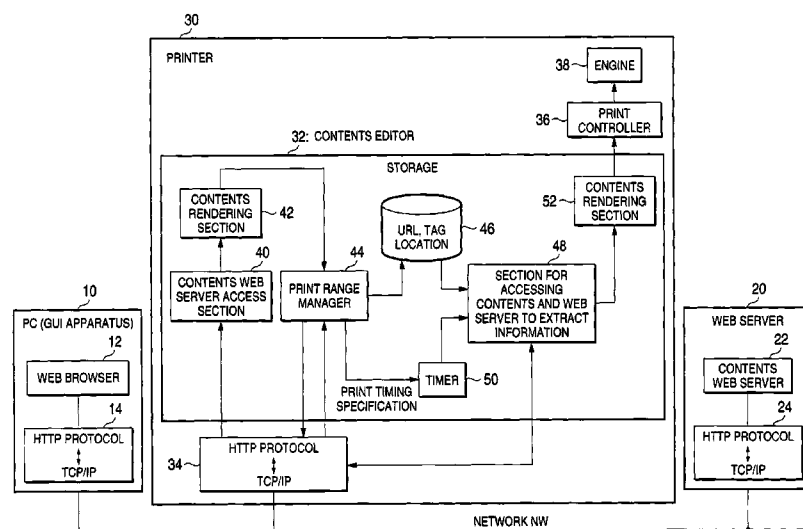 30
PRINTER
38
ENGINE
36
PRINT
CONTROLLER
32: CONTENTS EDITOR
STORAGE
CONTENTS
RENDERING
SECTION
42
URL, TAG
LOCATION
46
52
CONTENTS
RENDERING
SECTION
40
CONTENTS WEB
SERVER ACCESS
SECTION
44
PRINT RANGE
MANAGER
48
SECTION FOR
ACCESSING
CONTENTS AND WEB
SERVER TO EXTRACT
INFORMATION
TIMER
50
PRINT TIMING
SPECIFICATION
10
PC (GUI APPARATUS)
12
WEB BROWSER
14
HTTP PROTOCOL
TCP/IP
34
HTTP PROTOCOL
TCP/IP
20
WEB SERVER
22
CONTENTS
WEB SERVER
24
HTTP PROTOCOL
TCP/IP
NETWORK NW